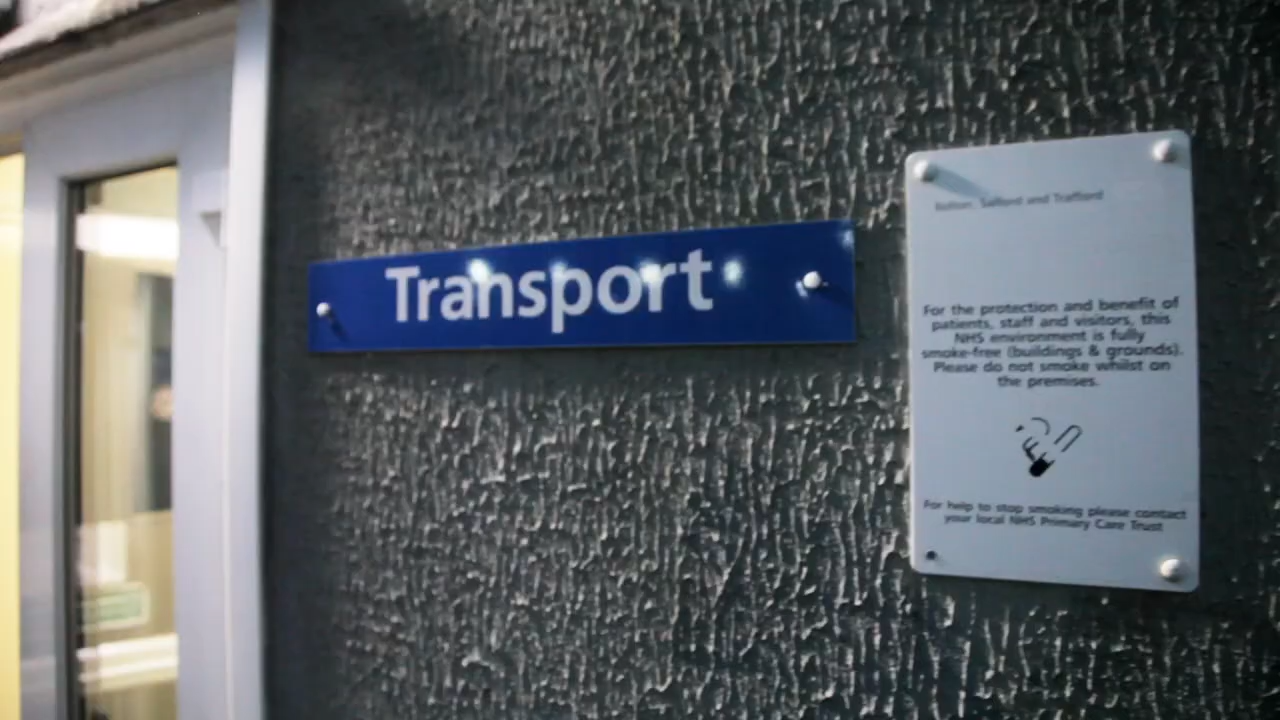 Transport
Bolton, Salford and Trafford
For the protection and benefit of
patients, staff and visitors, this
NHS environment is fully
smoke-free (buildings & grounds).
Please do not smoke whilst on
the premises.
For help to stop smoking please contact
your local NHS Primary Care Trust